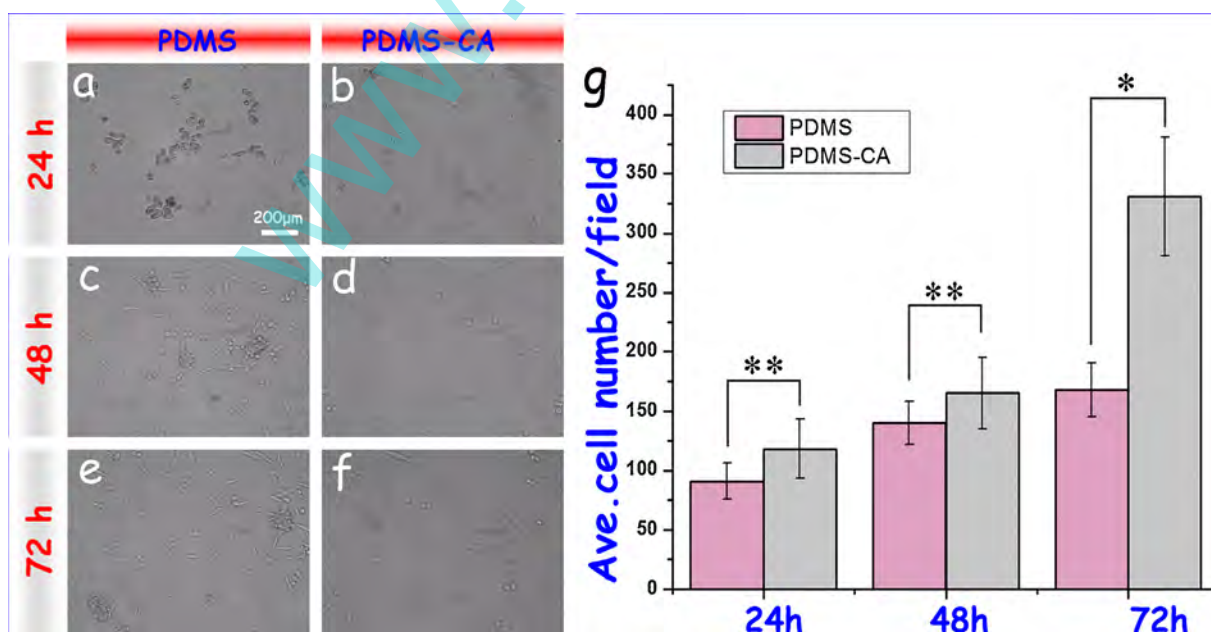 PDMS
PDMS-CA
24 h
a
200µm
b
48 h
c
d
72 h
e
f
g
Ave.cell number/field
400
350
300
250
200
150
100
50
0
PDMS
PDMS-CA
**
**
*
24h
48h
72h
www.